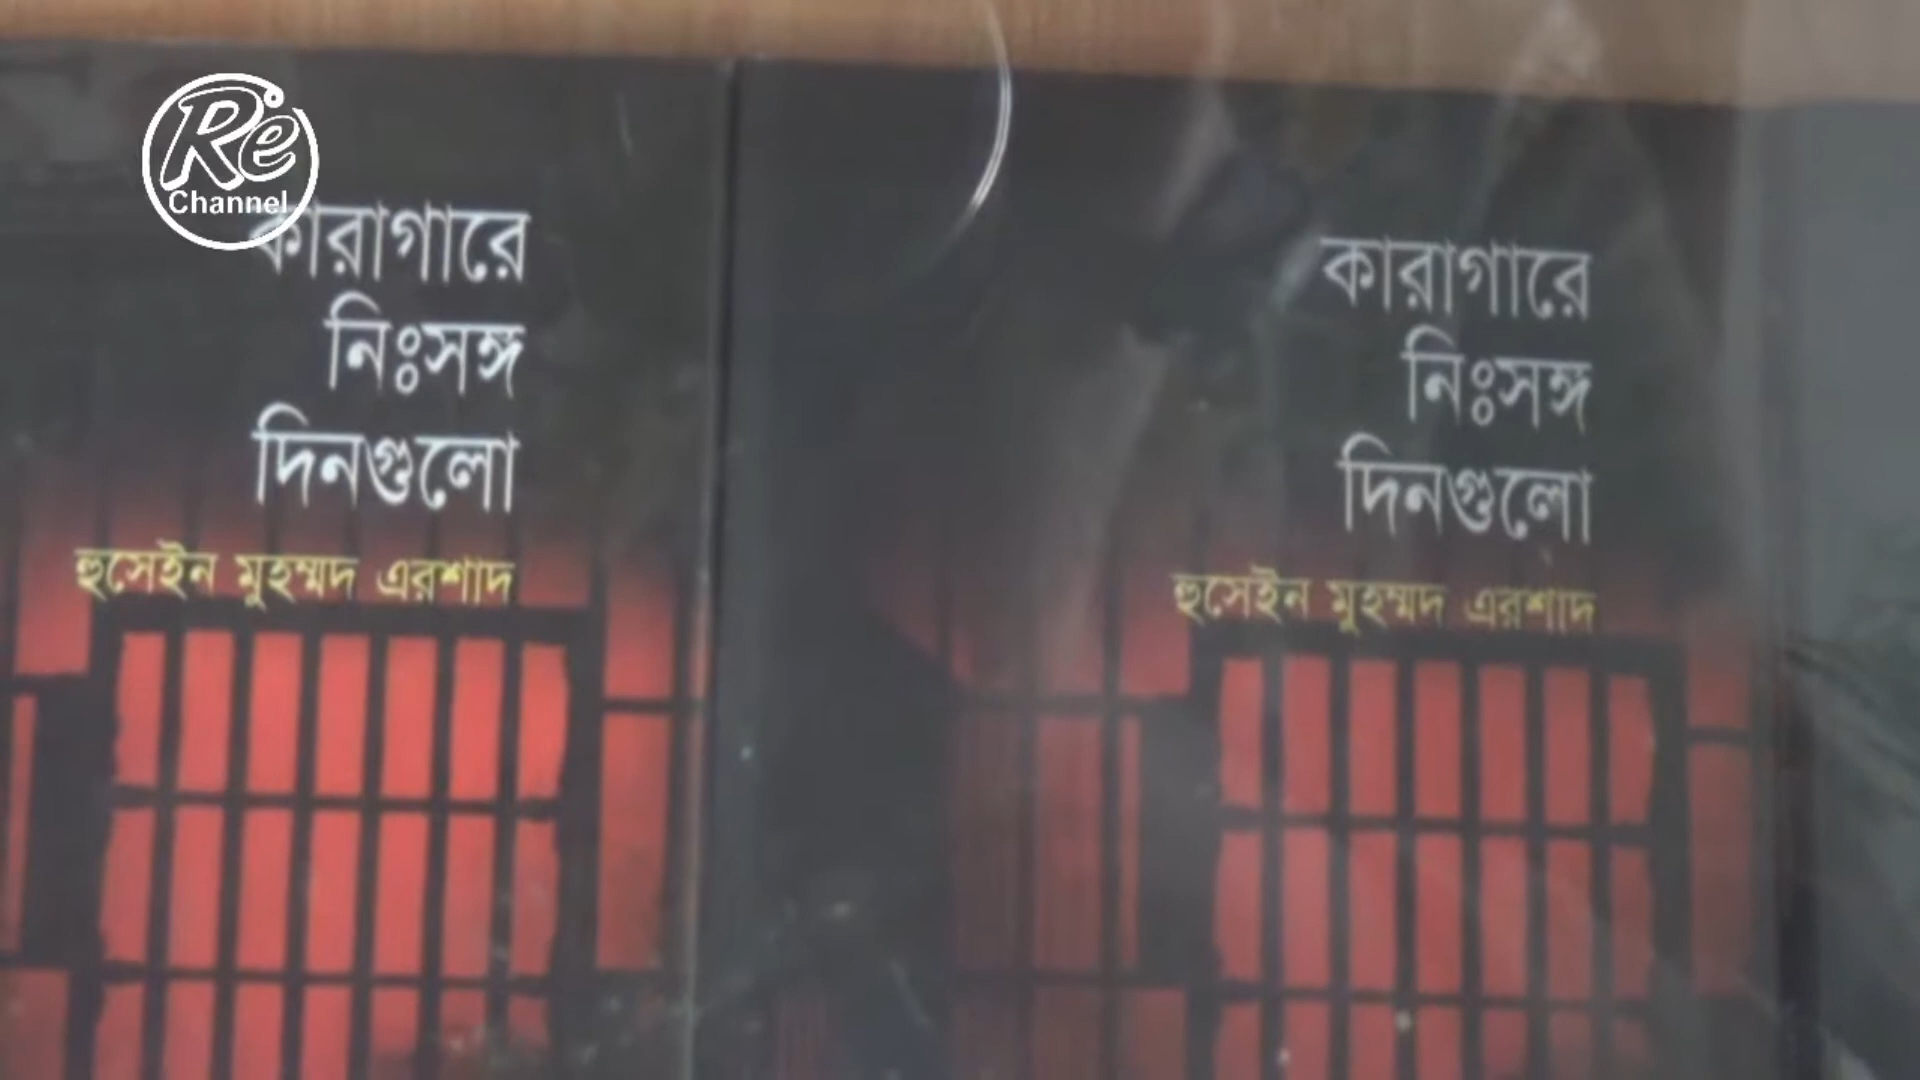 Re
Channel
কারাগারে
নিঃসঙ্গ
দিনগুলো
হুসেইন মুহম্মদ এরশাদ
কারাগারে
নিঃসঙ্গ
দিনগুলো
হুসেইন মুহম্মদ এরশাদ